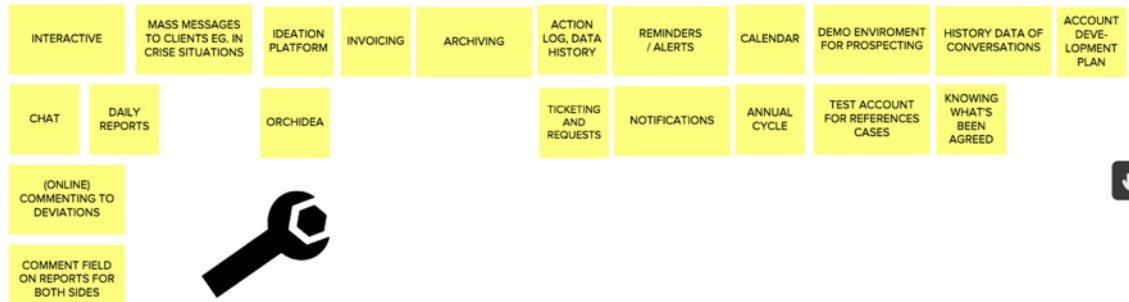 INTERACTIVE
MASS MESSAGES
TO CLIENTS EG. IN
CRISE SITUATIONS
IDEATION
PLATFORM
INVOICING
ARCHIVING
ACTION
LOG, DATA
HISTORY
REMINDERS
/ ALERTS
CALENDAR
DEMO ENVIROMENT
FOR PROSPECTING
HISTORY DATA OF
CONVERSATIONS
ACCOUNT
DEVE-
LOPMENT
PLAN
CHAT
DAILY
REPORTS
ORCHIDEA
TICKETING
AND
REQUESTS
NOTIFICATIONS
ANNUAL
CYCLE
TEST ACCOUNT
FOR REFERENCES
CASES
KNOWING
WHAT'S
BEEN
AGREED
(ONLINE)
COMMENTING TO
DEVIATIONS
COMMENT FIELD
ON REPORTS FOR
BOTH SIDES